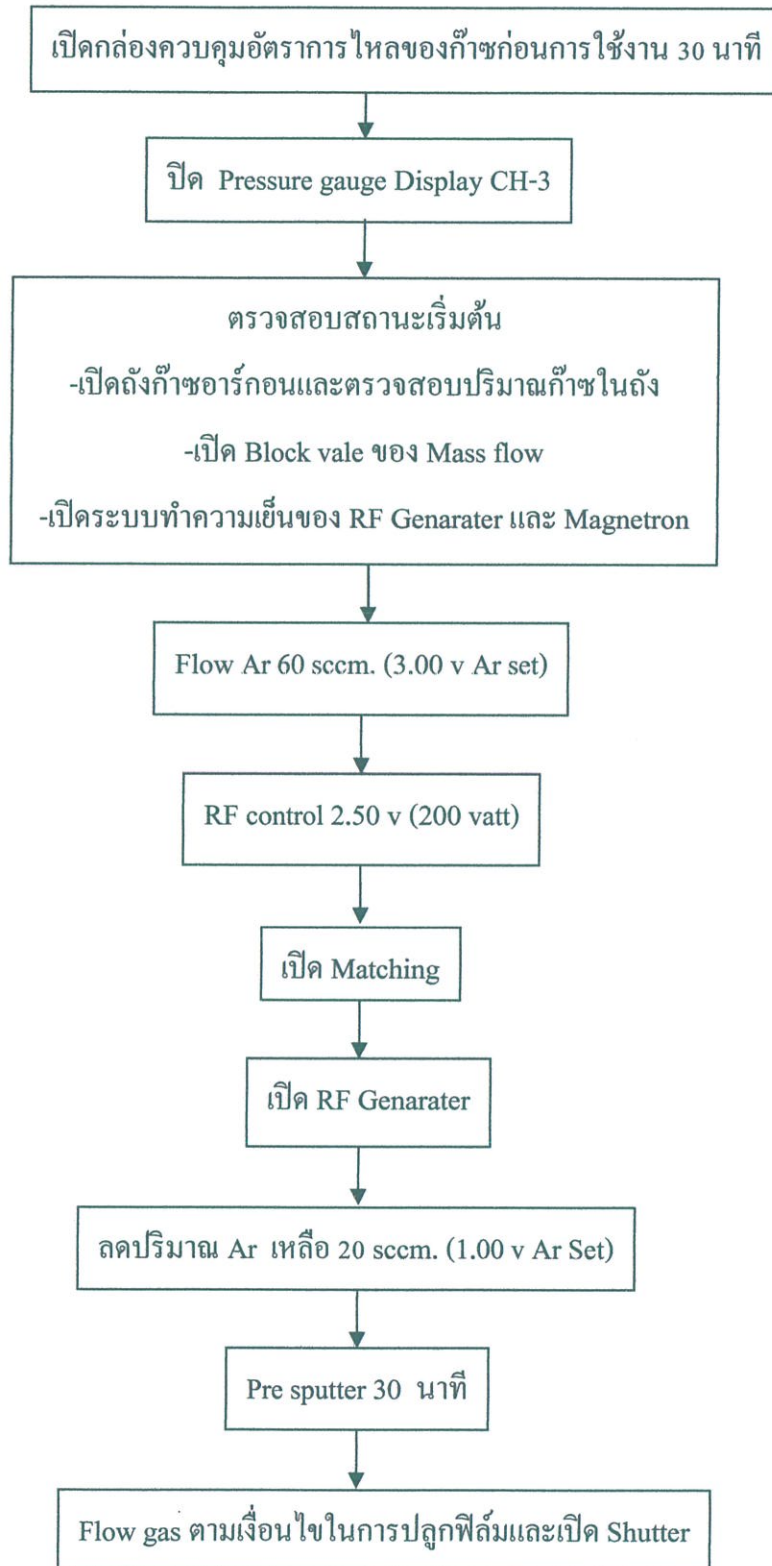 เปิดกล่องควบคุมอัตราการไหลของก๊าซก่อนการใช้งาน 30 นาที
ปิด Pressure gauge Display CH-3
ตรวจสอบสถานะเริ่มต้น
-เปิดถังก๊าซอาร์กอนและตรวจสอบปริมาณก๊าซในถัง
-เปิด Block vale ของ Mass flow
-เปิดระบบทำความเย็นของ RF Genarater และ Magnetron
Flow Ar 60 sccm. (3.00 v Ar set)
RF control 2.50 v (200 vatt)
เปิด Matching
เปิด RF Genarater
ลดปริมาณ Ar เหลือ 20 sccm. (1.00 v Ar Set)
Pre sputter 30 นาที
Flow gas ตามเงื่อนไขในการปลูกฟิล์มและเปิด Shutter